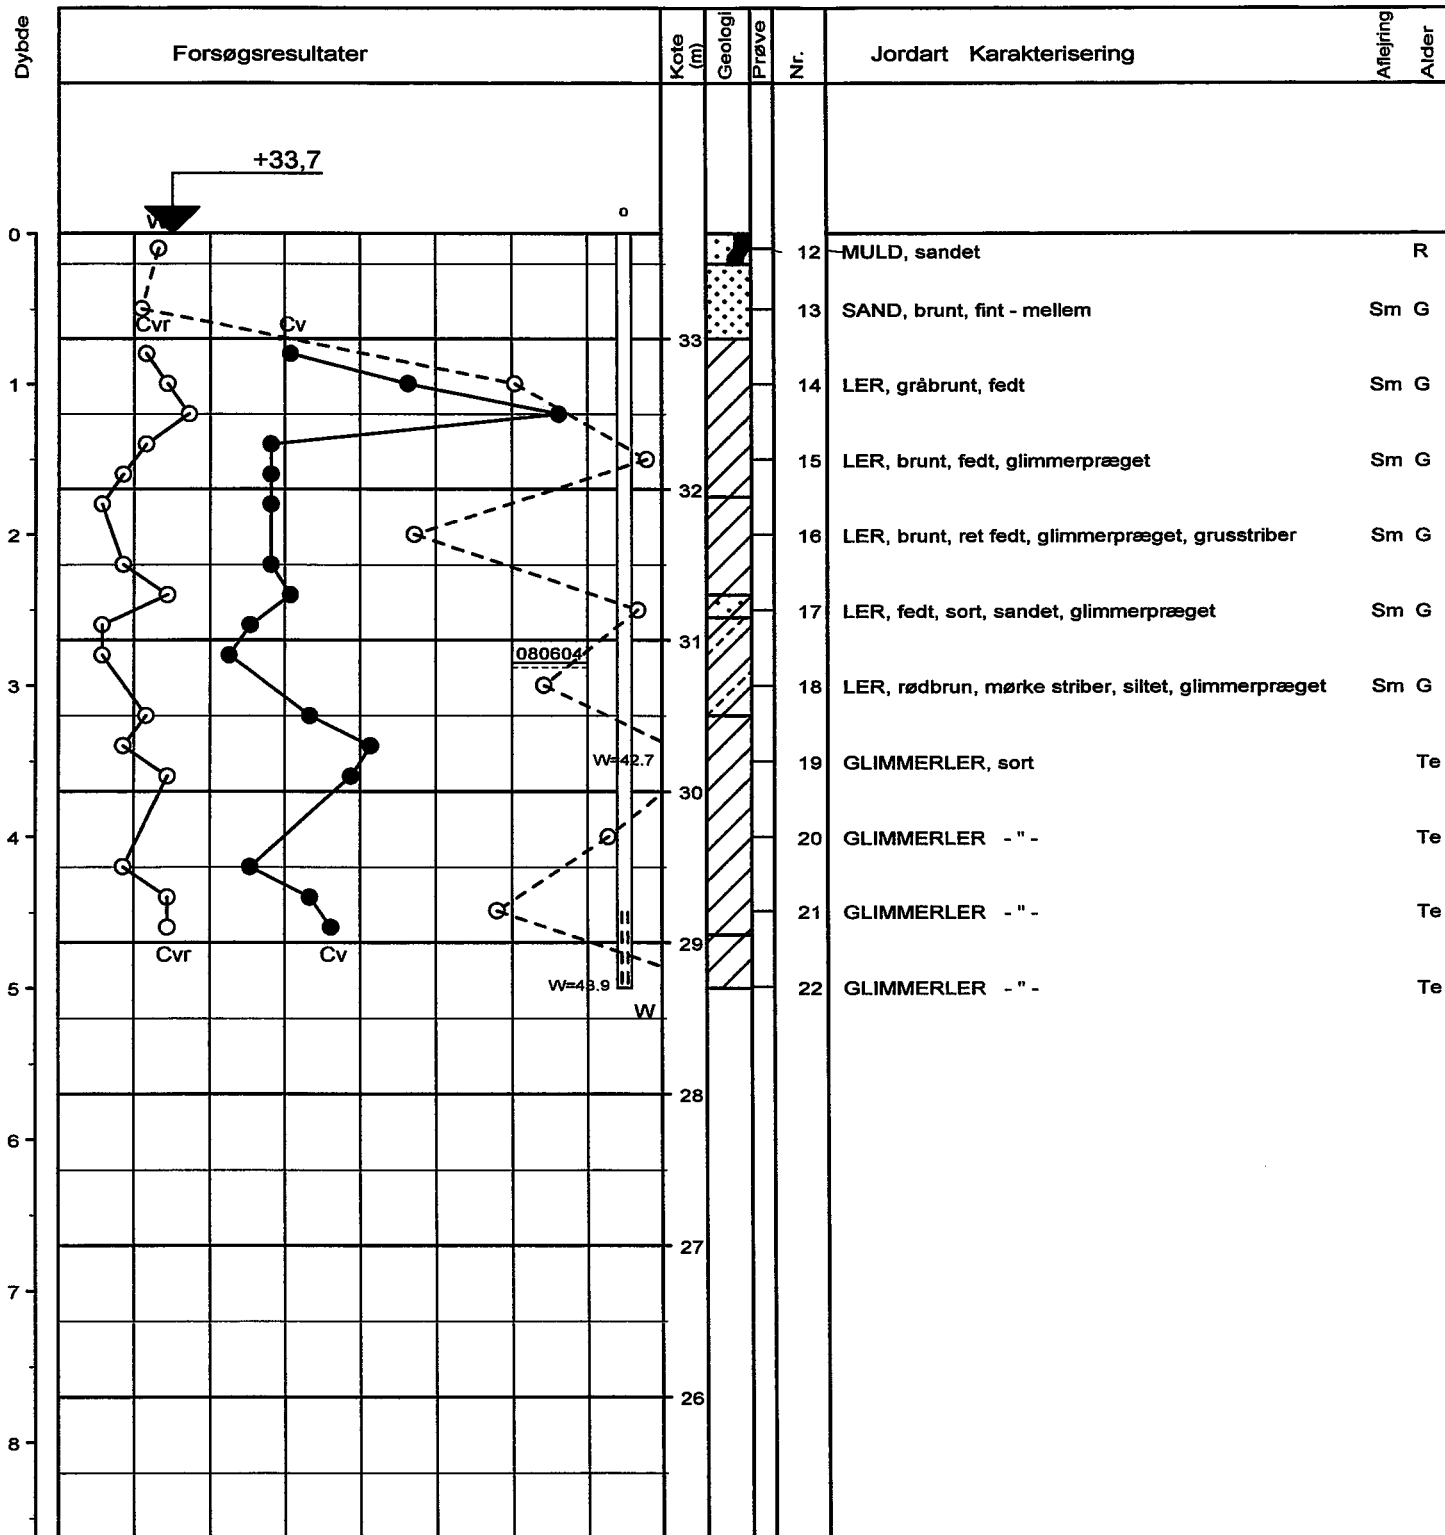 Dybde
Forsøgsresultater
Kote (m)
Geologi
Prøve
Nr.
Jordart Karakterisering
Aflejring
Alder
+33,7
W
o
0
12 MULD, sandet R
13 SAND, brunt, fint - mellem Sm G
Cvr Cv
33
1
14 LER, gråbrunt, fedt Sm G
15 LER, brunt, fedt, glimmerpræget Sm G
32
2
16 LER, brunt, ret fedt, glimmerpræget, grusstriber Sm G
17 LER, fedt, sort, sandet, glimmerpræget Sm G
31
080604
3
18 LER, rødbrun, mørke striber, siltet, glimmerpræget Sm G
W=42.7
19 GLIMMERLER, sort Te
30
4
20 GLIMMERLER - " - Te
21 GLIMMERLER - " - Te
29
Cvr Cv
W=43.9
5
22 GLIMMERLER - " - Te
W
28
6
27
7
26
8